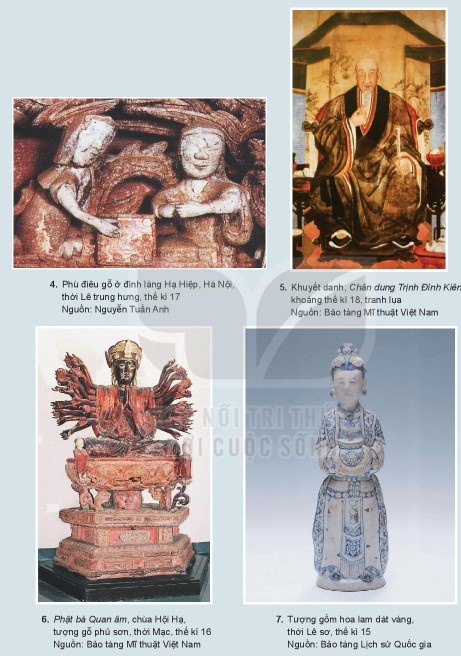 4. Phù điêu gỗ ở đình làng Hạ Hiệp, Hà Nội,
thời Lê trung hưng, thế kỉ 17
Nguồn: Nguyễn Tuấn Anh
5. Khuyết danh, Chân dung Trịnh Đình Kiên
khoảng thế kỉ 18, tranh lụa
Nguồn: Bảo tàng Mĩ thuật Việt Nam
NỐI TRI TH
I CUỘC SỐN
6. Phật bà Quan âm, chùa Hội Hạ,
tượng gỗ phủ sơn, thời Mạc, thế kỉ 16
Nguồn: Bảo tàng Mĩ thuật Việt Nam
7. Tượng gốm hoa lam dát vàng,
thời Lê sơ, thế kỉ 15
Nguồn: Bảo tàng Lịch sử Quốc gia